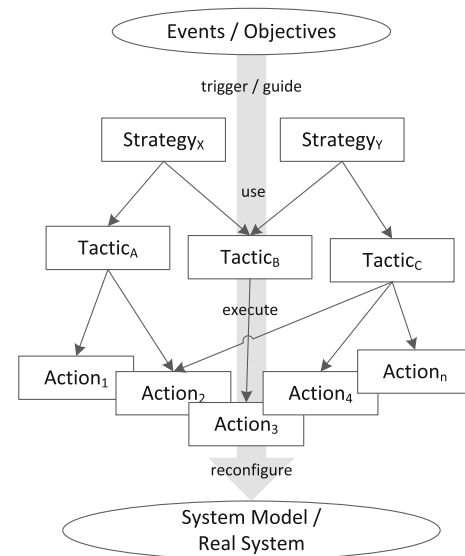 Events / Objectives
trigger / guide
StrategyX
StrategyY
use
TacticA
TacticB
TacticC
execute
Action1
Action2
Action3
Action4
Actionn
reconfigure
System Model /
Real System